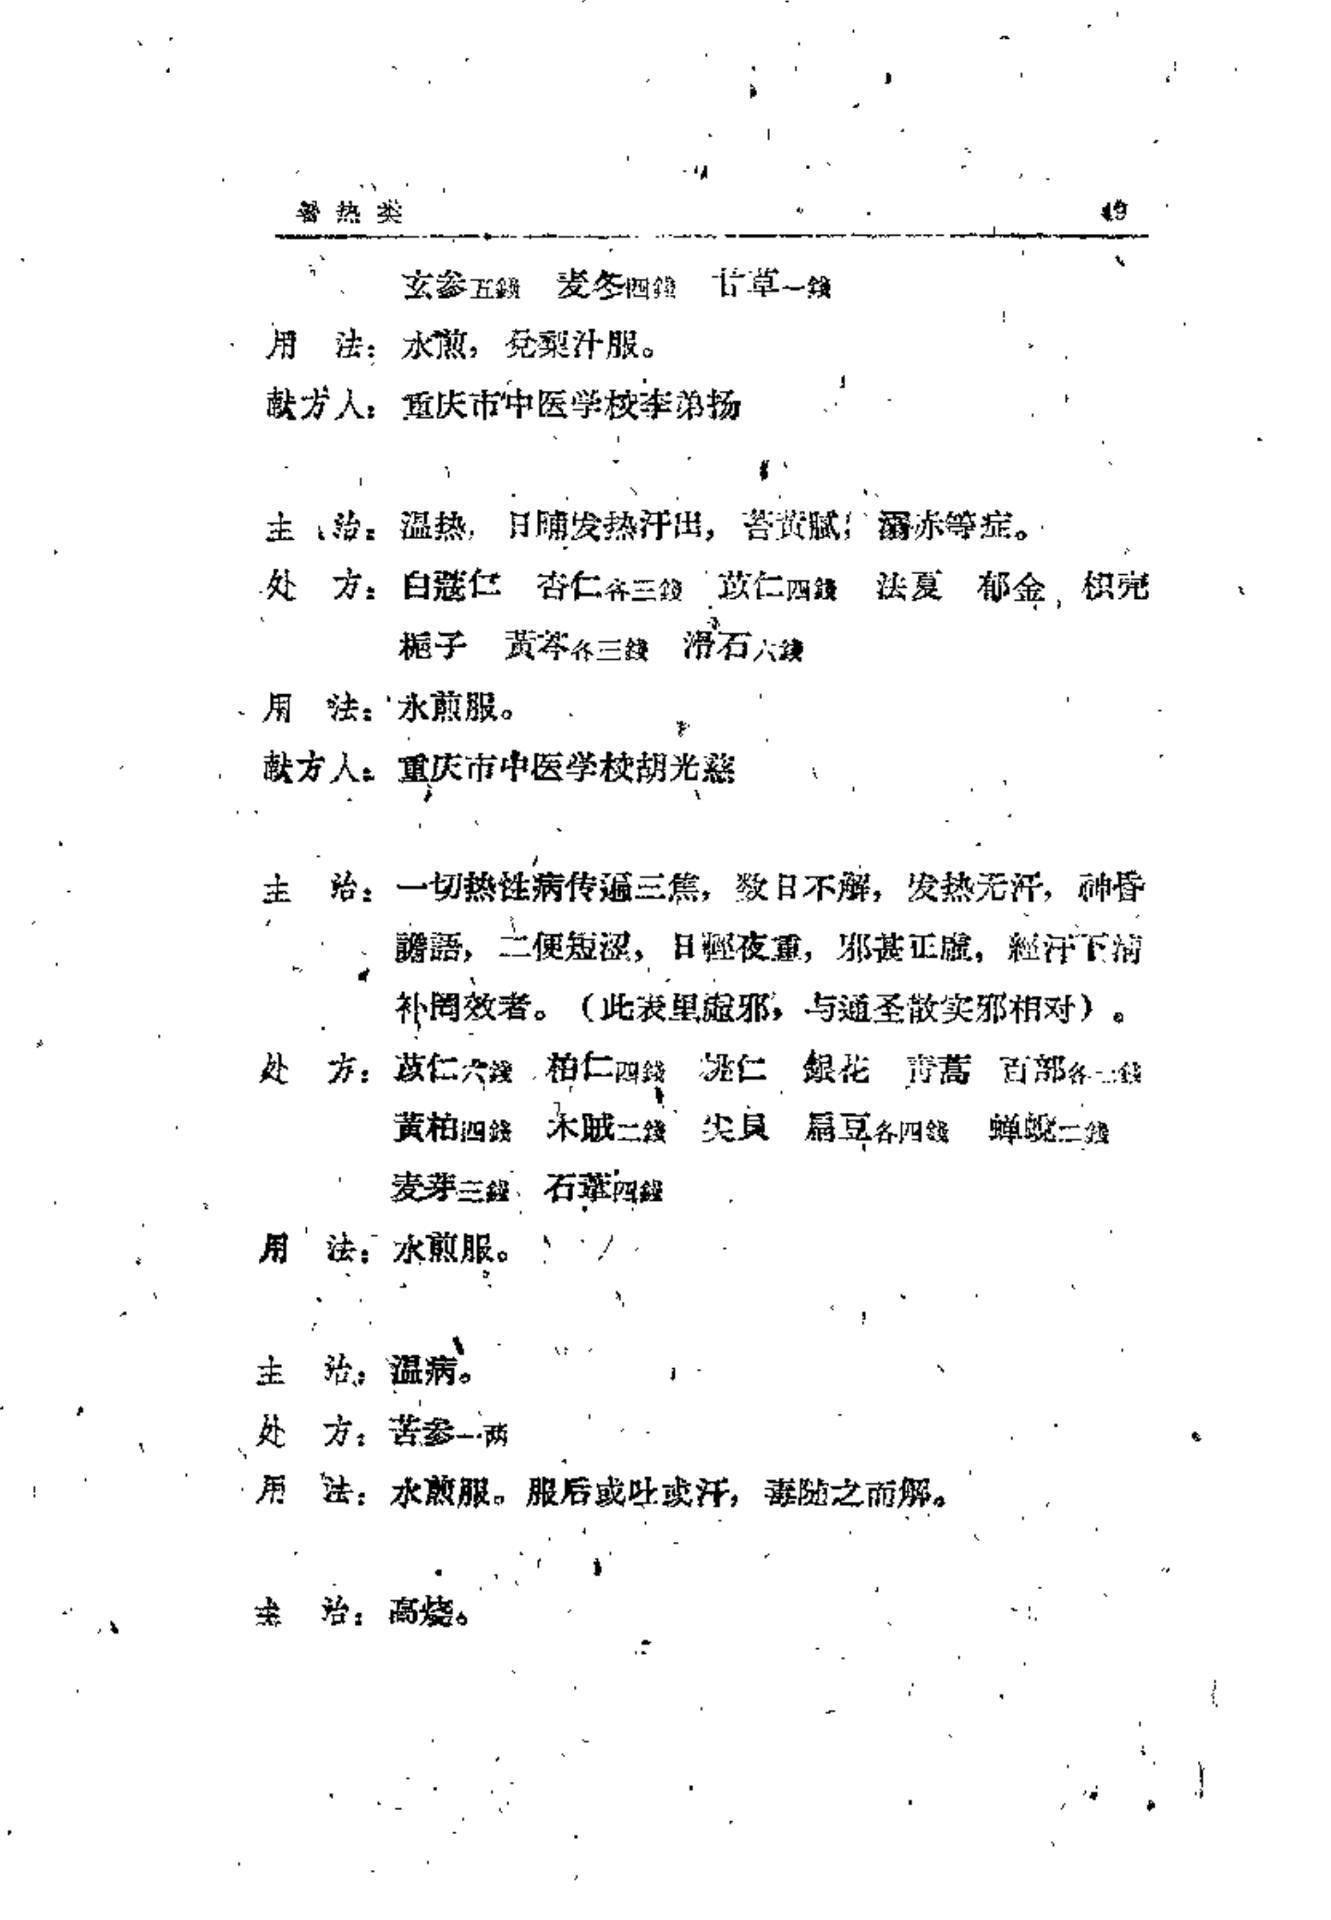 暑热类 49
玄参五錢 麦冬四錢 甘草一錢
用 法：水煎，兑梨汁服。
献方人：重庆市中医学校李弟扬
主 治：温热，日晡发热汗出，苔黄腻，溺赤等症。
处 方：白蔻仁 杏仁各三錢 苡仁四錢 法夏 郁金 枳壳
栀子 黄芩各三錢 滑石六錢
用 法：水煎服。
献方人：重庆市中医学校胡光慈
主 治：一切热性病传遍三焦，数日不解，发热无汗，神昏
譫語，二便短涩，日輕夜重，邪甚正虛，經汗下清
补罔效者。（此表里虛邪，与通圣散实邪相对）。
处 方：苡仁六錢 柏仁四錢 桃仁 銀花 青蒿 百部各二錢
黄柏四錢 木贼二錢 尖貝 扁豆各四錢 蝉蜕二錢
麦芽三錢 石葦四錢
用 法：水煎服。
主 治：温病。
处 方：苦参一两
用 法：水煎服。服后或吐或汗，毒随之而解。
主 治：高烧。